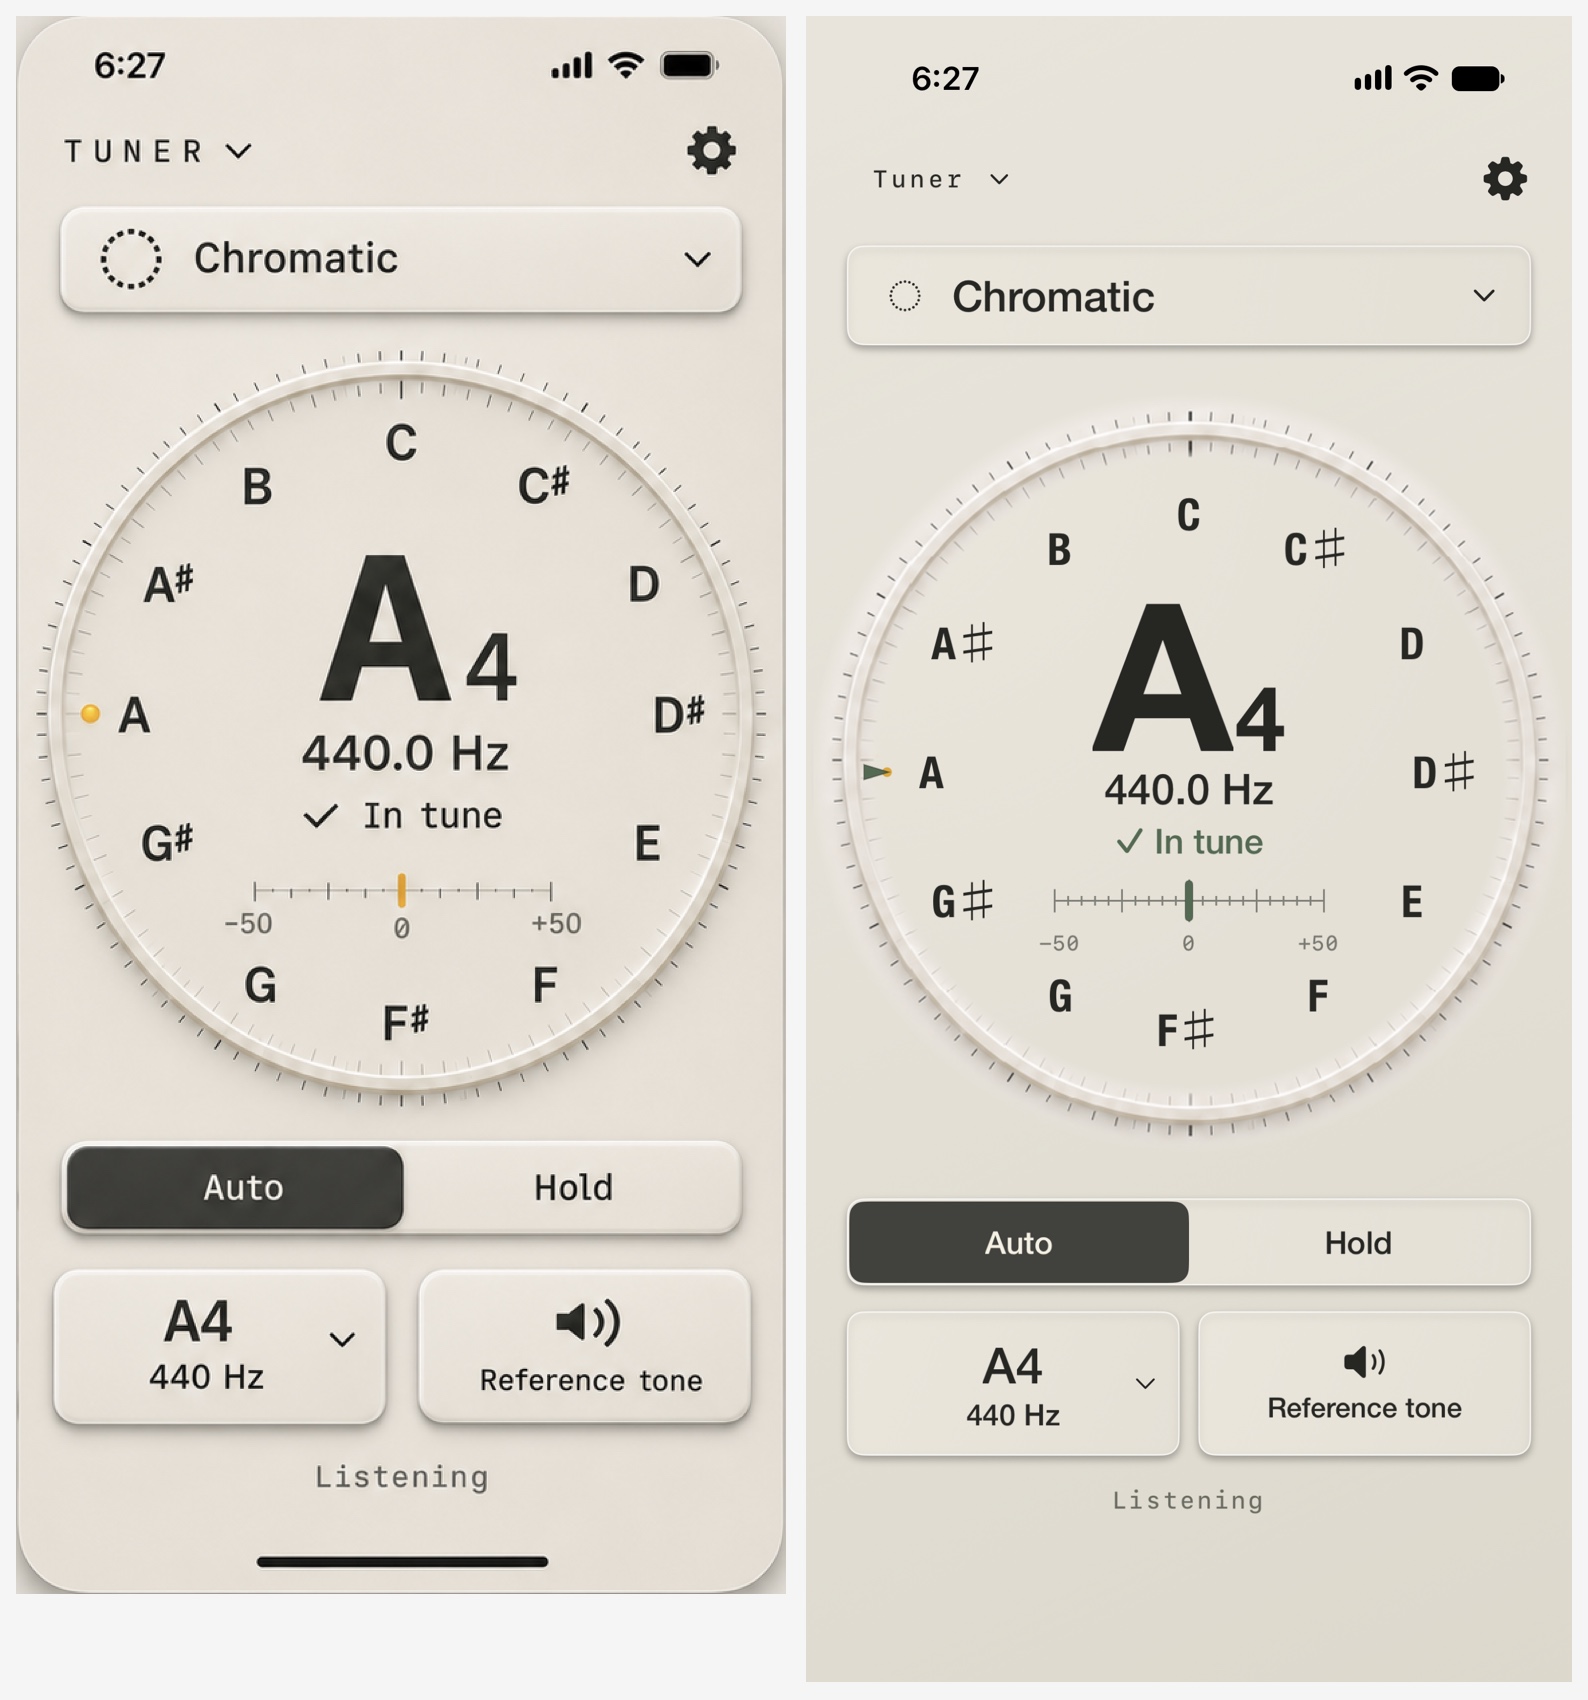 6:27
TUNER
Chromatic
C
B
C#
A#
D
A4
A
D#
440.0 Hz
✓ In tune
G#
E
-50 0 +50
G
F
F#
Auto
Hold
A4
440 Hz
Reference tone
Listening
6:27
Tuner
Chromatic
C
B
C#
A#
D
A4
A
D#
440.0 Hz
✓ In tune
G#
E
-50 0 +50
G
F
F#
Auto
Hold
A4
440 Hz
Reference tone
Listening